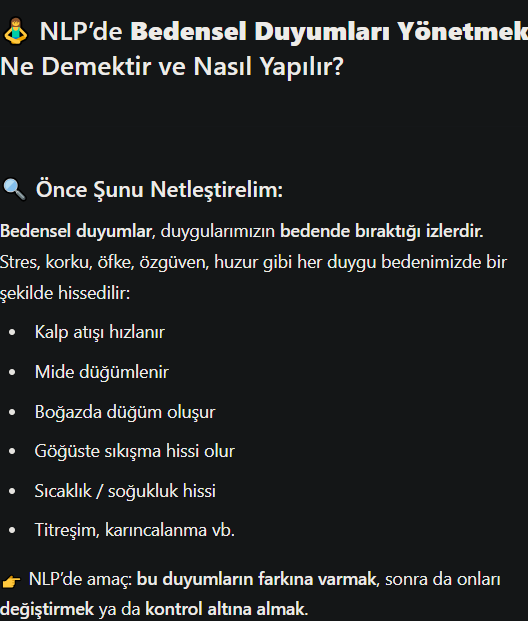 🧘‍♂️ NLP’de Bedensel Duyumları Yönetmek
Ne Demektir ve Nasıl Yapılır?
🔍 Önce Şunu Netleştirelim:
Bedensel duyumlar, duygularımızın bedende bıraktığı izlerdir.
Stres, korku, öfke, özgüven, huzur gibi her duygu bedenimizde bir
şekilde hissedilir:
• Kalp atışı hızlanır
• Mide düğümlenir
• Boğazda düğüm oluşur
• Göğüste sıkışma hissi olur
• Sıcaklık / soğukluk hissi
• Titreşim, karıncalanma vb.
👉 NLP’de amaç: bu duyumların farkına varmak, sonra da onları
değiştirmek ya da kontrol altına almak.